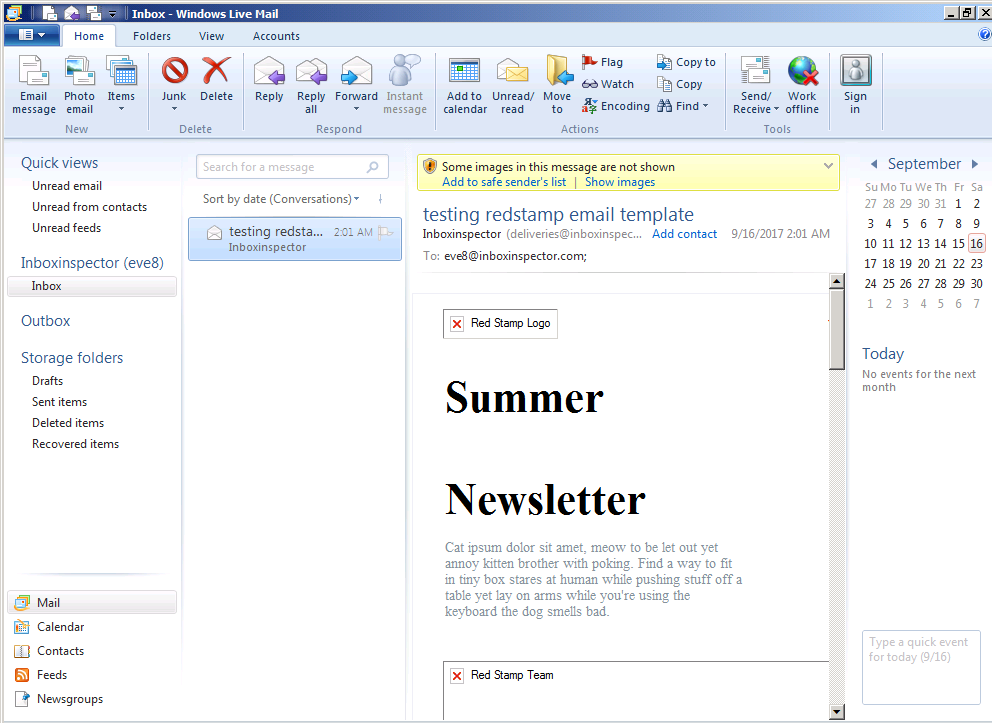 Inbox - Windows Live Mail
Home Folders View Accounts
Email message
Photo email
Items
New
Junk
Delete
Delete
Reply
Reply all
Forward
Instant message
Respond
Add to calendar
Unread/ read
Move to
Flag
Watch
Encoding
Copy to
Copy
Find
Actions
Send/ Receive
Work offline
Tools
Sign in
Quick views
Unread email
Unread from contacts
Unread feeds
Inboxinspector (eve8)
Inbox
Outbox
Storage folders
Drafts
Sent items
Deleted items
Recovered items
Mail
Calendar
Contacts
Feeds
Newsgroups
Search for a message
Sort by date (Conversations)
testing redsta... 2:01 AM
Inboxinspector
Some images in this message are not shown
Add to safe sender's list | Show images
testing redstamp email template
Inboxinspector (deliveries@inboxinspec... Add contact 9/16/2017 2:01 AM
To: eve8@inboxinspector.com;
Red Stamp Logo
Summer
Newsletter
Cat ipsum dolor sit amet, meow to be let out yet
annoy kitten brother with poking. Find a way to fit
in tiny box stares at human while pushing stuff off a
table yet lay on arms while you're using the
keyboard the dog smells bad.
Red Stamp Team
September
Su Mo Tu We Th Fr Sa
27 28 29 30 31 1 2
3 4 5 6 7 8 9
10 11 12 13 14 15 16
17 18 19 20 21 22 23
24 25 26 27 28 29 30
1 2 3 4 5 6 7
Today
No events for the next
month
Type a quick event
for today (9/16)